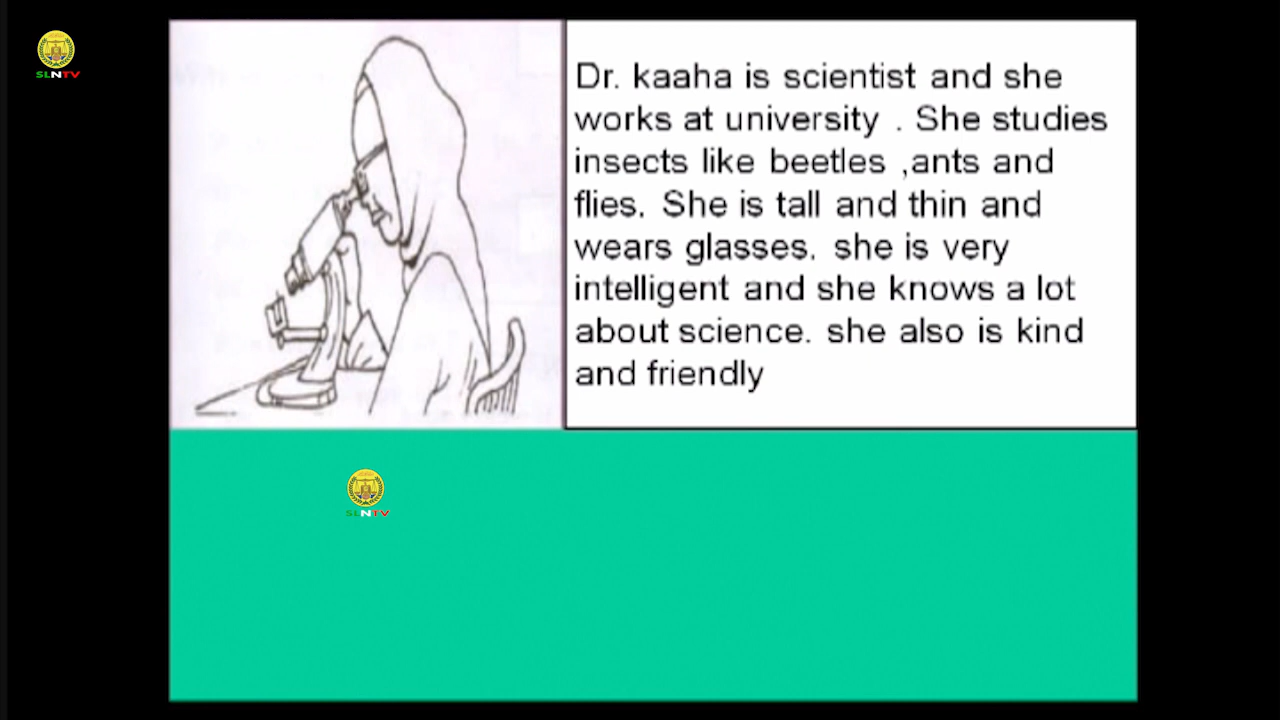 SLNTV
Dr. kaaha is scientist and she
works at university . She studies
insects like beetles ,ants and
flies. She is tall and thin and
wears glasses. she is very
intelligent and she knows a lot
about science. she also is kind
and friendly
SLNTV